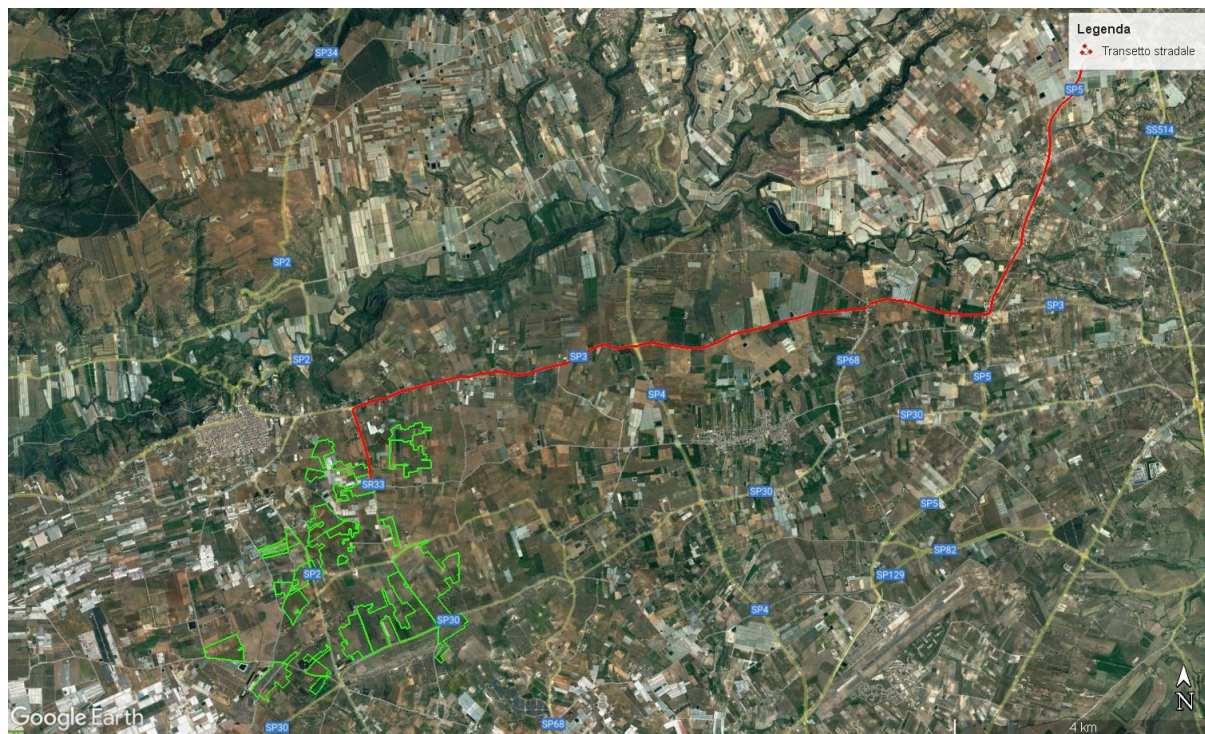 Legenda
Transetto stradale
SP34
SP5
SS514
SP2
SP3
SP2
SP3
SP68
SP5
SP4
SP30
SR33
SP30
SP5
SP82
SP2
SP129
SP30
SP4
Google Earth
SP30
SP68
4 km
N